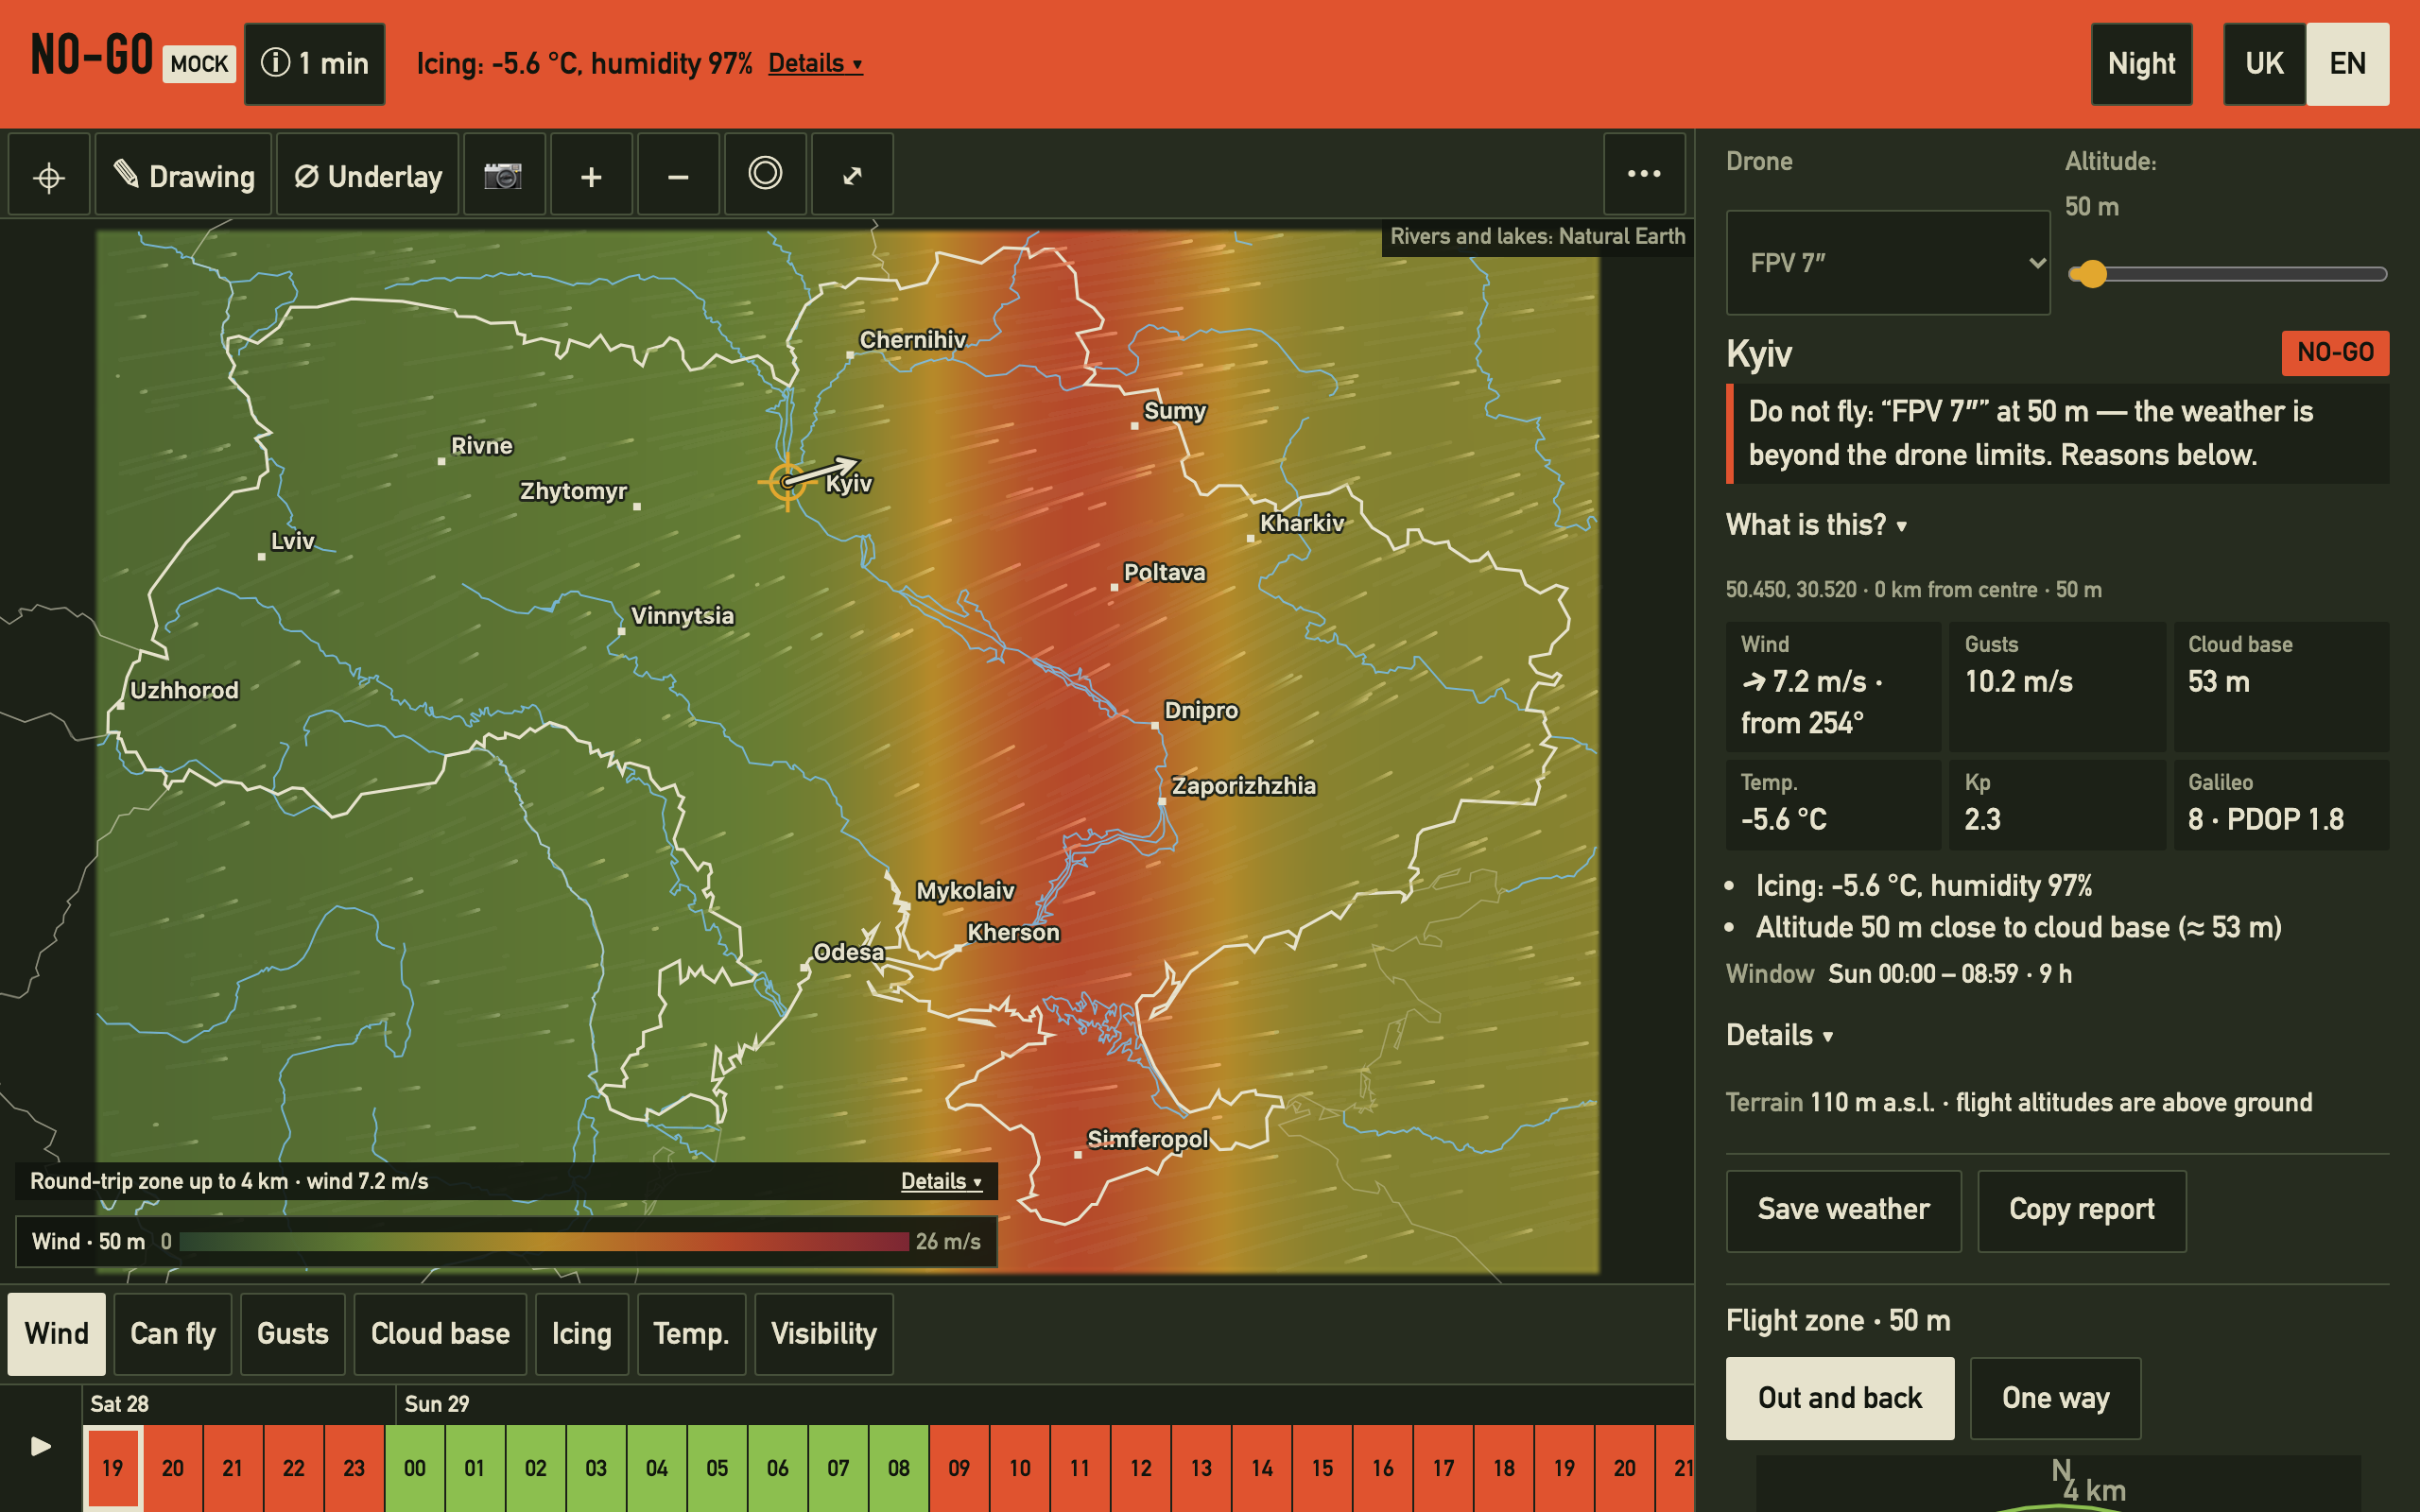 NO-GO MOCK ⓘ 1 min Icing: -5.6 °C, humidity 97% Details ▾ Night UK EN
Drawing Ø Underlay + − ⋯
Rivers and lakes: Natural Earth
Chernihiv
Sumy
Rivne
Zhytomyr
Kyiv
Kharkiv
Lviv
Poltava
Vinnytsia
Uzhhorod
Dnipro
Zaporizhzhia
Mykolaiv
Kherson
Odesa
Simferopol
Round-trip zone up to 4 km · wind 7.2 m/s Details ▾
Wind · 50 m 0 26 m/s
Wind Can fly Gusts Cloud base Icing Temp. Visibility
Sat 28 Sun 29
19 20 21 22 23 00 01 02 03 04 05 06 07 08 09 10 11 12 13 14 15 16 17 18 19 20 21
Drone
FPV 7″
Altitude:
50 m
Kyiv NO-GO
Do not fly: “FPV 7″” at 50 m — the weather is
beyond the drone limits. Reasons below.
What is this? ▾
50.450, 30.520 · 0 km from centre · 50 m
Wind
➔ 7.2 m/s ·
from 254°
Gusts
10.2 m/s
Cloud base
53 m
Temp.
-5.6 °C
Kp
2.3
Galileo
8 · PDOP 1.8
• Icing: -5.6 °C, humidity 97%
• Altitude 50 m close to cloud base (≈ 53 m)
Window Sun 00:00 – 08:59 · 9 h
Details ▾
Terrain 110 m a.s.l. · flight altitudes are above ground
Save weather Copy report
Flight zone · 50 m
Out and back One way
N
4 km